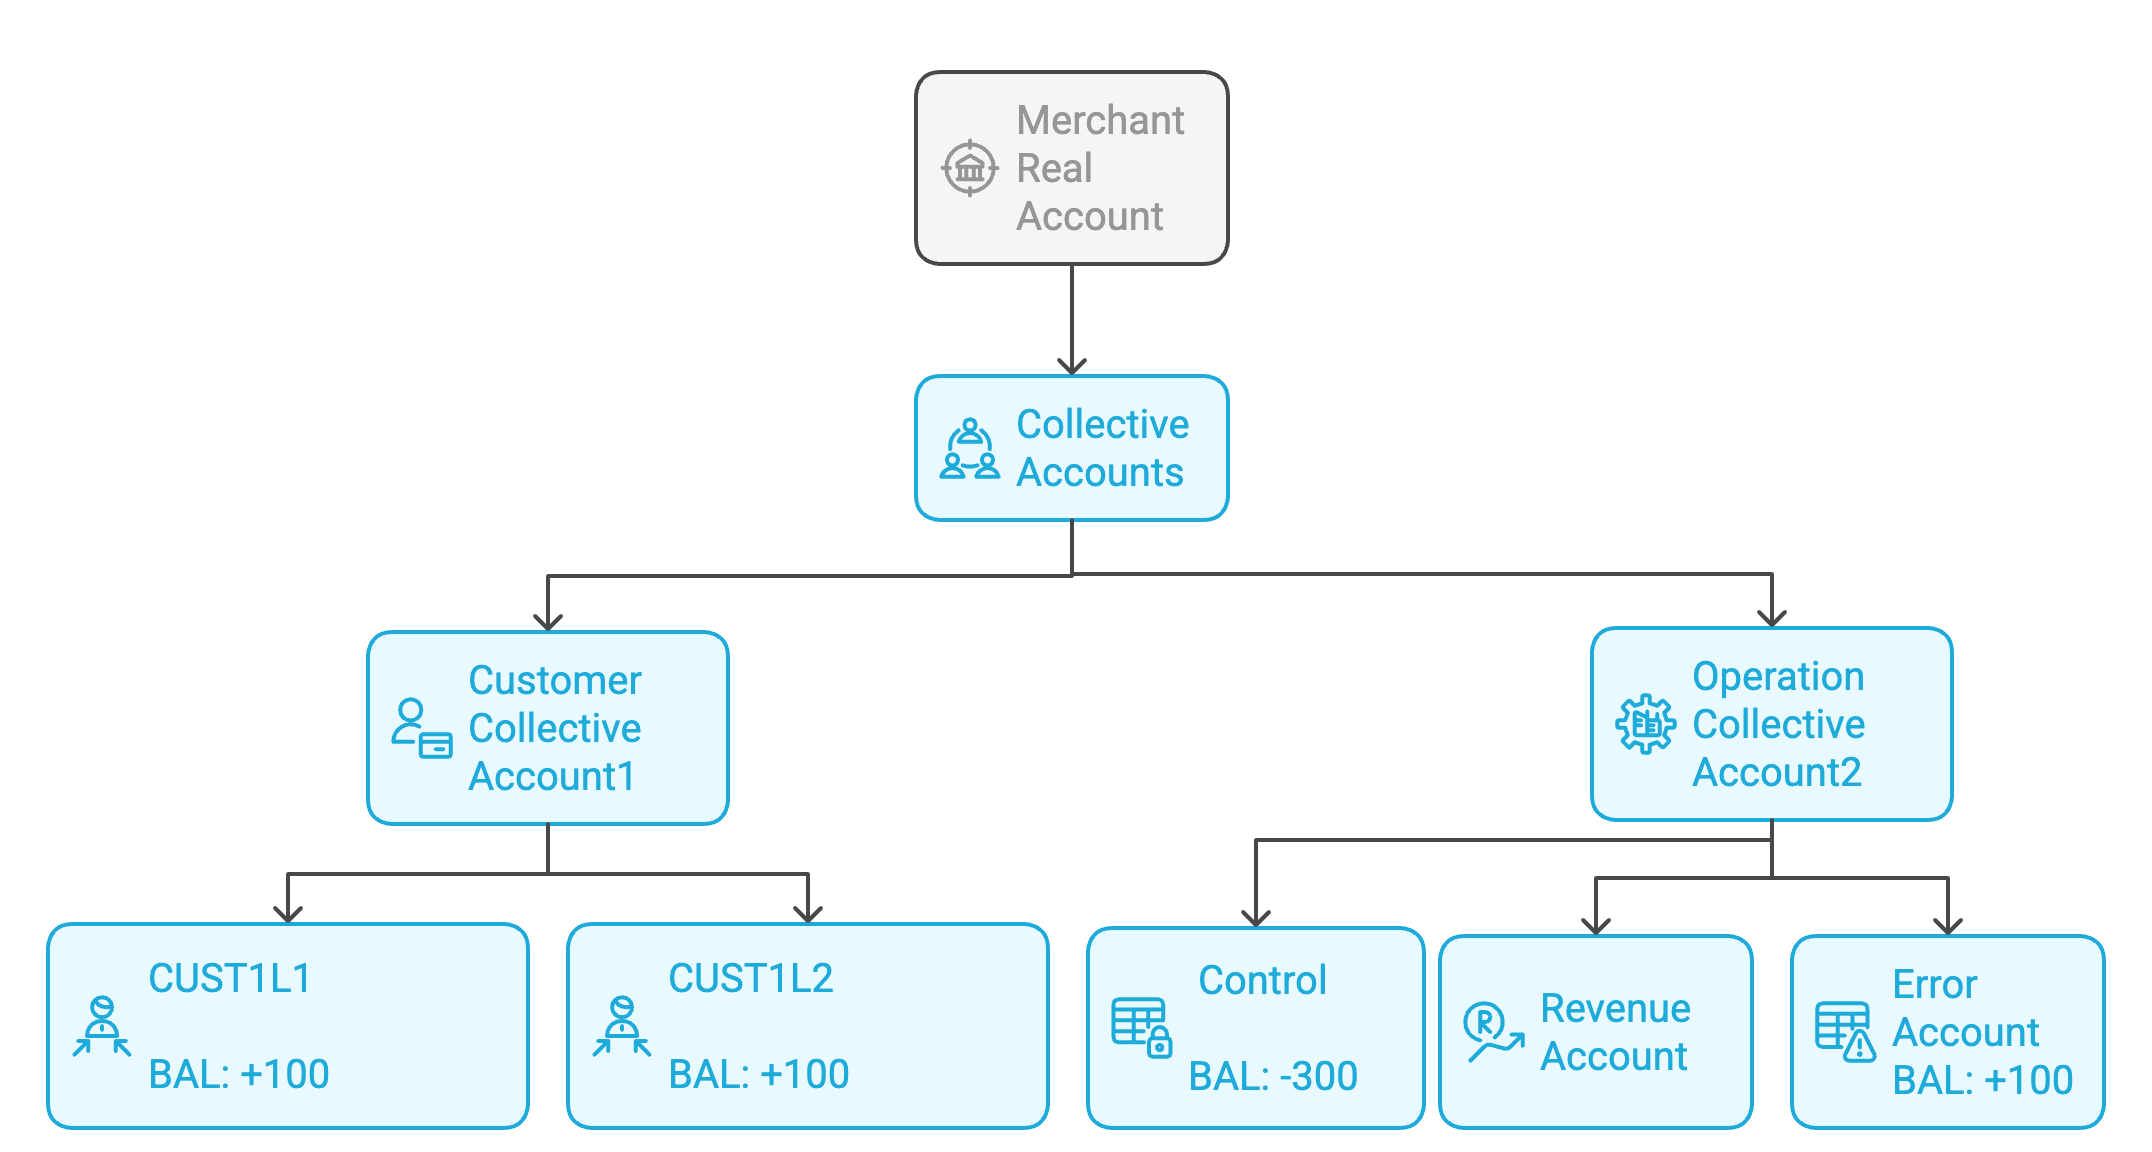 Merchant
Real
Account
Collective
Accounts
Customer
Collective
Account1
Operation
Collective
Account2
CUST1L1
BAL: +100
CUST1L2
BAL: +100
Control
BAL: -300
Revenue
Account
Error
Account
BAL: +100